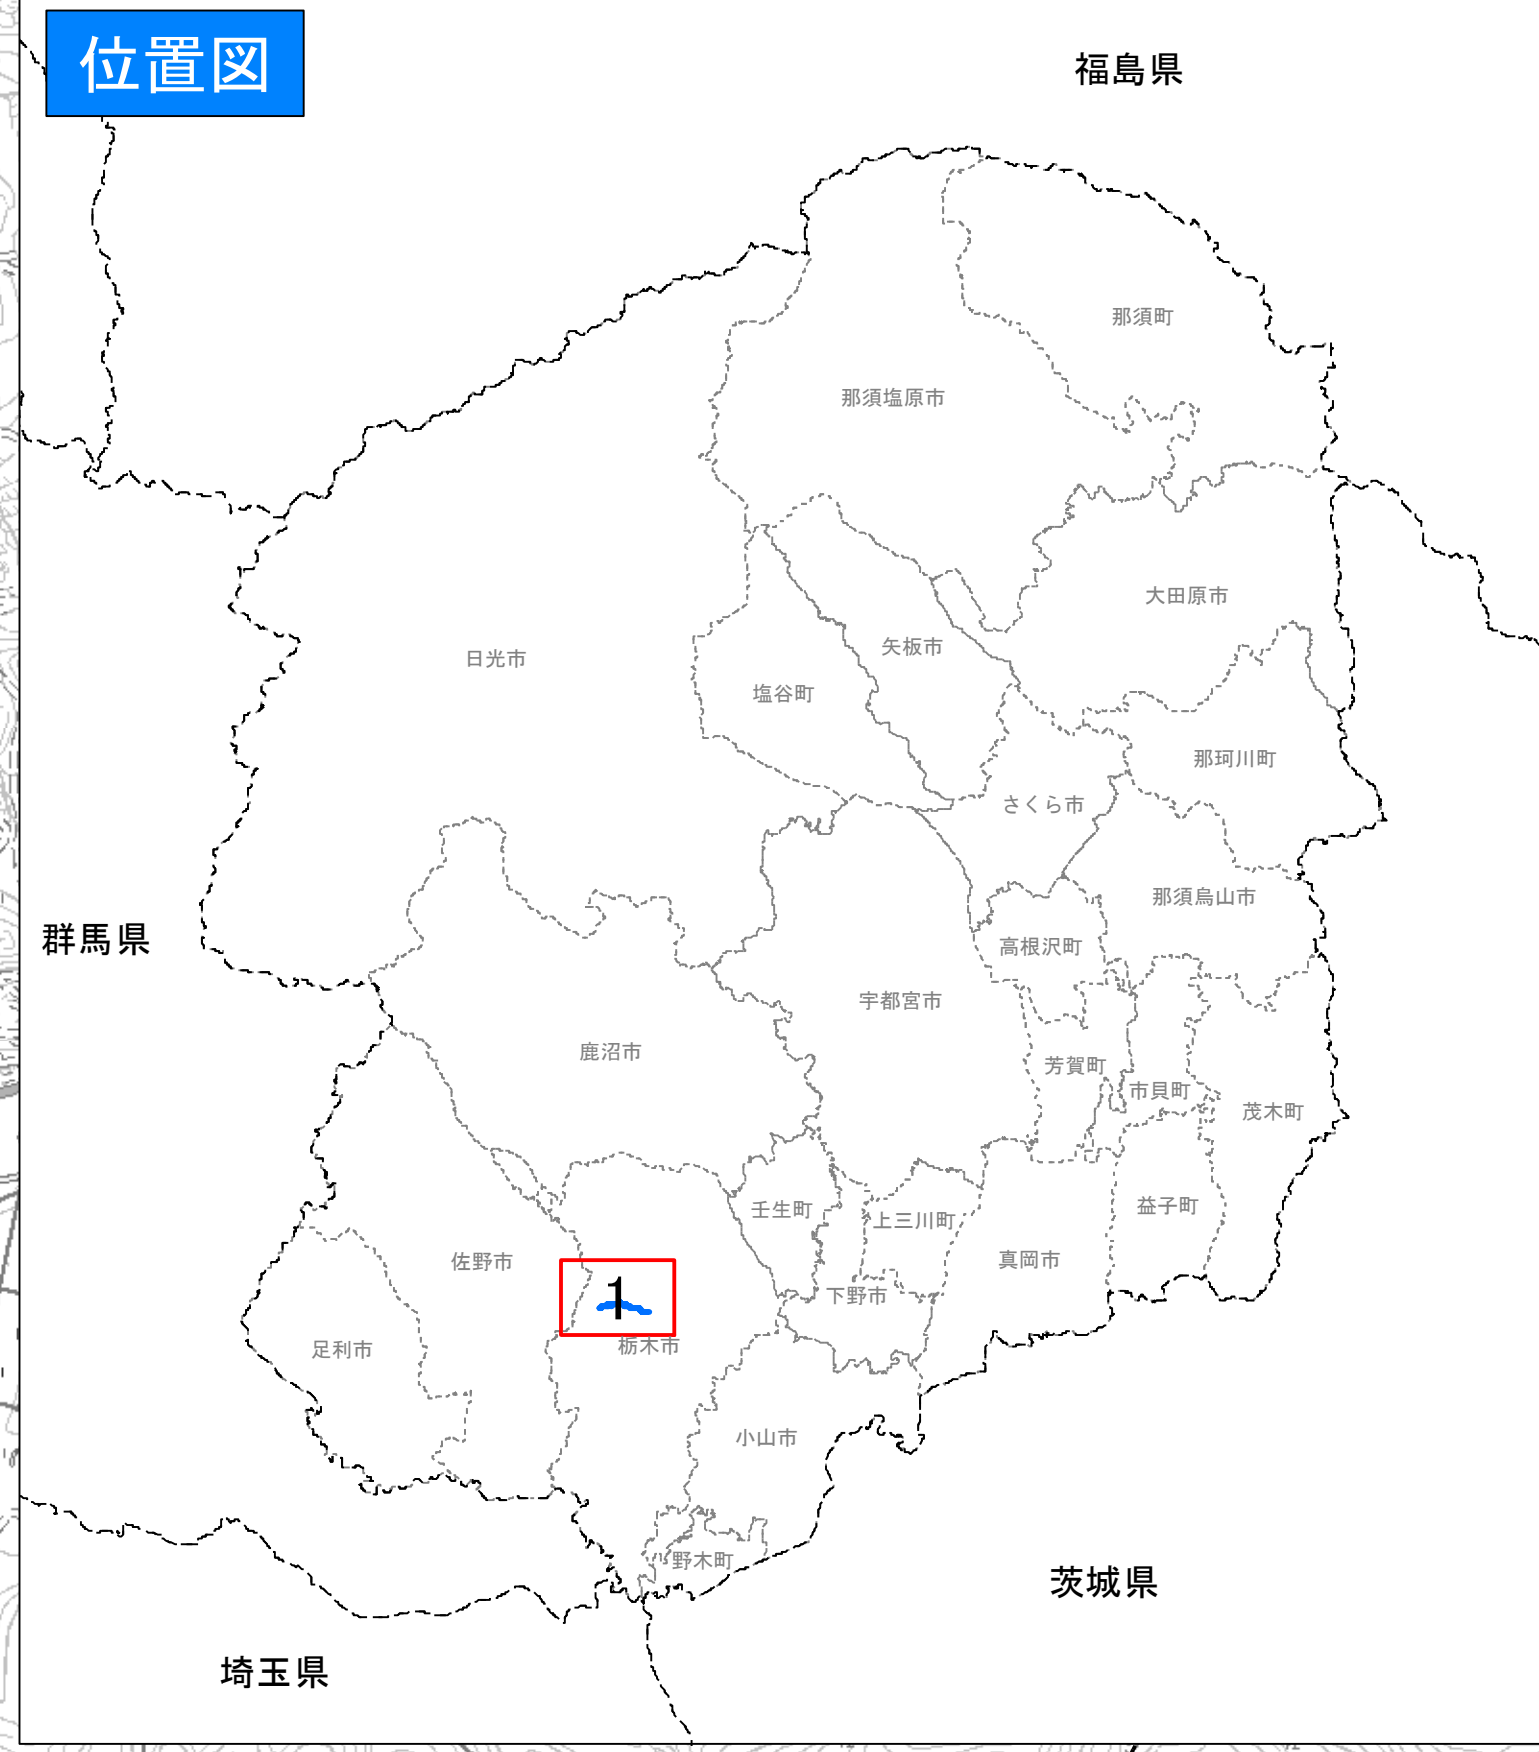 位置図
福島県
那須町
那須塩原市
大田原市
矢板市
日光市
塩谷町
那珂川町
さくら市
那須烏山市
群馬県
高根沢町
宇都宮市
鹿沼市
芳賀町
市貝町
茂木町
益子町
壬生町
上三川町
佐野市
真岡市
1
下野市
栃木市
足利市
小山市
野木町
茨城県
埼玉県